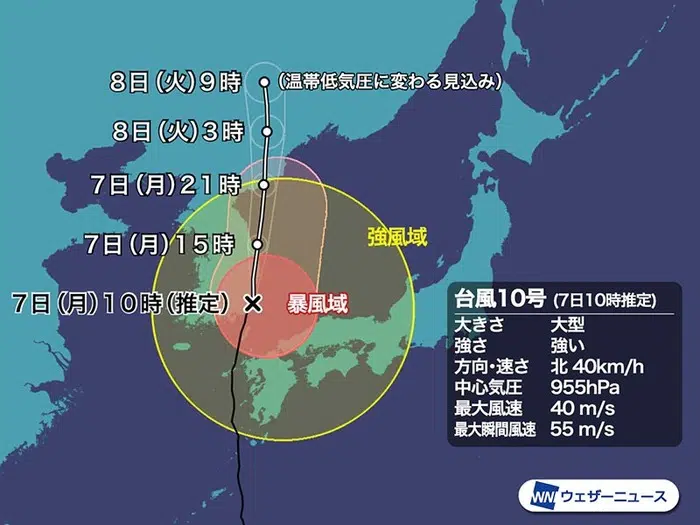 8日（火）9時 （温帯低気圧に変わる見込み）
8日（火）3時
7日（月）21時
強風域
7日（月）15時
7日（月）10時（推定）
暴風域
台風10号 （7日10時推定）
大きさ 大型
強さ 強い
方向・速さ 北 40km/h
中心気圧 955hPa
最大風速 40 m/s
最大瞬間風速 55 m/s
WN ウェザーニュース